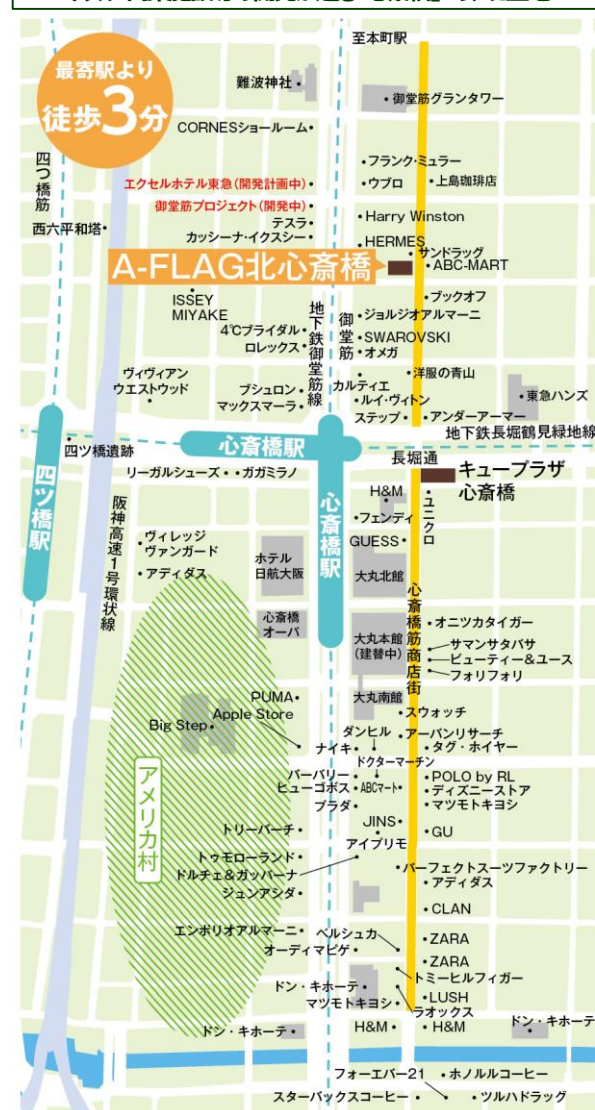 至本町駅
最寄駅より
徒歩3分
難波神社
御堂筋グランタワー
CORNESショールーム
四つ橋筋
フランク・ミュラー
エクセルホテル東急(開発計画中)
ウブロ
上島珈琲店
御堂筋プロジェクト(開発中)
Harry Winston
西六平和塔
テスラ
カッシーナ・イクスシー
HERMES
サンドラッグ
A-FLAG北心斎橋
ABC-MART
ISSEY
MIYAKE
ブックオフ
地下鉄御堂筋線
御堂筋
ジョルジオアルマーニ
4℃ブライダル
ロレックス
SWAROVSKI
オメガ
ヴィヴィアン
ウエストウッド
ブシュロン
マックスマーラ
カルティエ
洋服の青山
ルイ・ヴィトン
東急ハンズ
ステップ
アンダーアーマー
地下鉄長堀鶴見緑地線
心斎橋駅
四ツ橋遺跡
四ツ橋駅
長堀通
リーガルシューズ
ガガミラノ
キュープラザ
心斎橋
H&M
ユニクロ
心斎橋駅
阪神高速1号環状線
フェンディ
ヴィレッジ
ヴァンガード
GUESS
アディダス
ホテル
日航大阪
大丸北館
心斎橋筋商店街
心斎橋
オーパ
大丸本館
(建替中)
オニツカタイガー
サマンサタバサ
ビューティー&ユース
フォリフォリ
PUMA
大丸南館
Big Step
Apple Store
スウォッチ
ダンヒル
アーバンリサーチ
ナイキ
タグ・ホイヤー
ドクターマーチン
アメリカ村
バーバリー
POLO by RL
ヒューゴボス
ABCマート
ディズニーストア
プラダ
マツモトキヨシ
トリーバーチ
JINS
GU
アイプリモ
トゥモローランド
ドルチェ&ガッバーナ
パーフェクトスーツファクトリー
アディダス
ジュンアシダ
CLAN
エンポリオアルマーニ
ベルシュカ
オーディマピゲ
ZARA
ZARA
トミーヒルフィガー
ドン・キホーテ
マツモトキヨシ
LUSH
ラオックス
ドン・キホーテ
H&M
H&M
ドン・キホーテ
フォーエバー21
ホノルルコーヒー
スターバックスコーヒー
ツルハドラッグ